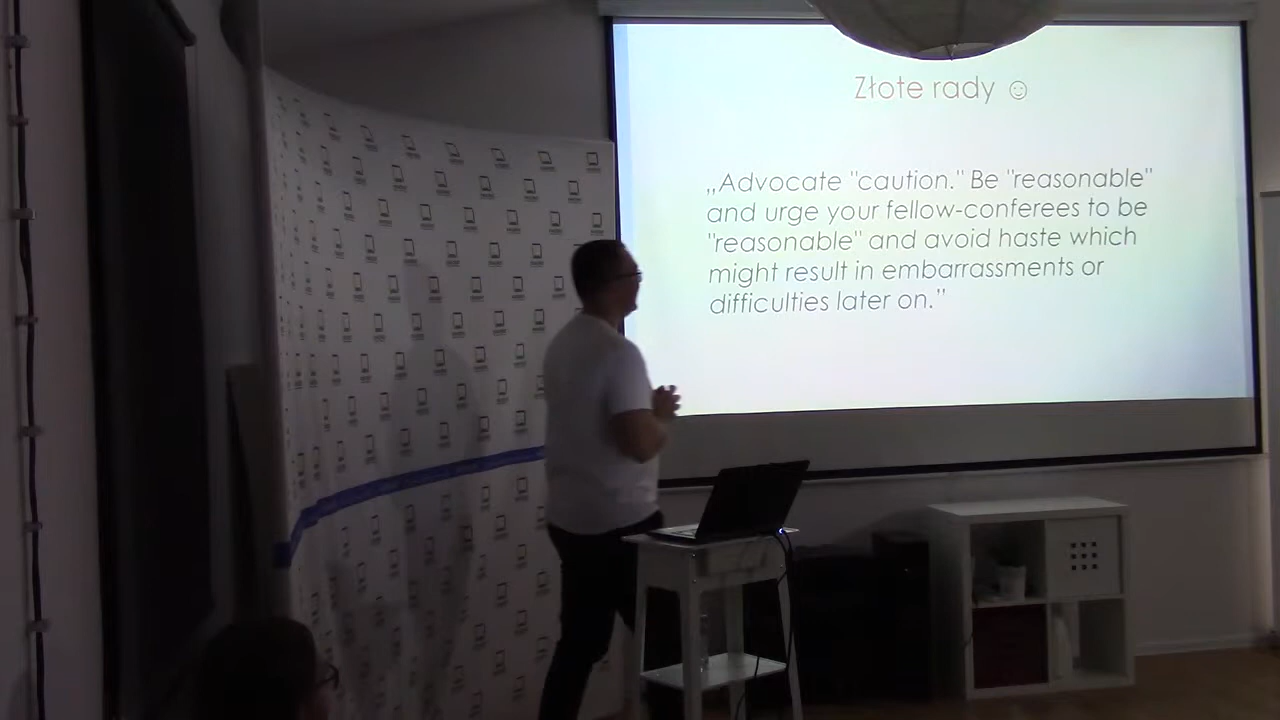 Złote rady ☺
„Advocate "caution." Be "reasonable"
and urge your fellow-conferees to be
"reasonable" and avoid haste which
might result in embarrassments or
difficulties later on.”